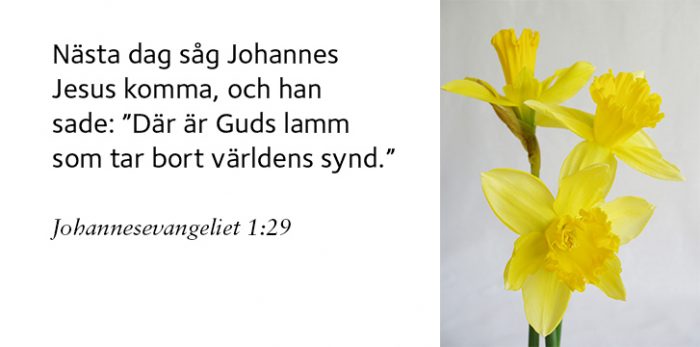 Nästa dag såg Johannes
Jesus komma, och han
sade: ”Där är Guds lamm
som tar bort världens synd.”
Johannesevangeliet 1:29